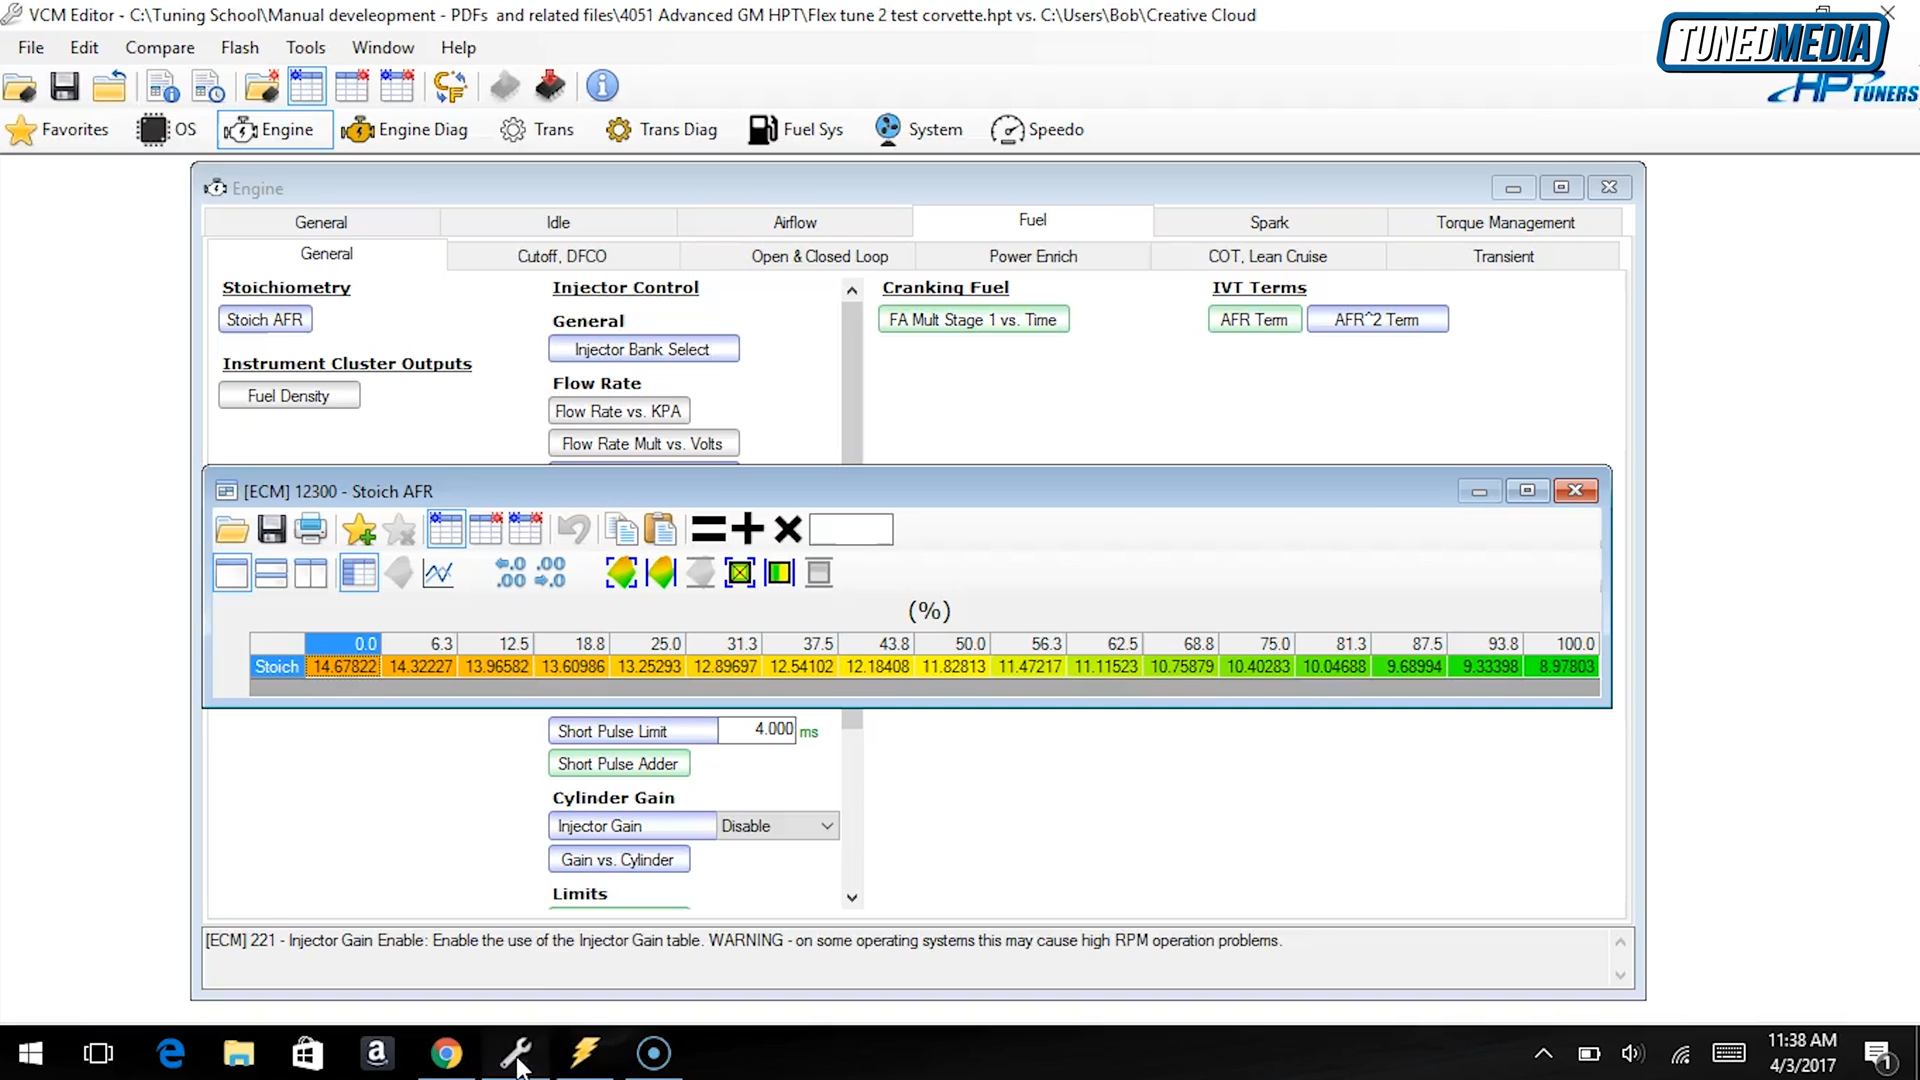 VCM Editor - C:\Tuning School\Manual develeopment - PDFs and related files\4051 Advanced GM HPT\Flex tune 2 test corvette.hpt vs. C:\Users\Bob\Creative Cloud
TUNEDMEDIA
File Edit Compare Flash Tools Window Help
HP TUNERS
Favorites OS Engine Engine Diag Trans Trans Diag Fuel Sys System Speedo
Engine
General Idle Airflow Fuel Spark Torque Management
General Cutoff, DFCO Open & Closed Loop Power Enrich COT, Lean Cruise Transient
Stoichiometry Injector Control Cranking Fuel IVT Terms
Stoich AFR General FA Mult Stage 1 vs. Time AFR Term AFR^2 Term
Injector Bank Select
Instrument Cluster Outputs Flow Rate
Fuel Density Flow Rate vs. KPA
Flow Rate Mult vs. Volts
[ECM] 12300 - Stoich AFR
(%)
0.0 6.3 12.5 18.8 25.0 31.3 37.5 43.8 50.0 56.3 62.5 68.8 75.0 81.3 87.5 93.8 100.0
Stoich 14.67822 14.32227 13.96582 13.60986 13.25293 12.89697 12.54102 12.18408 11.82813 11.47217 11.11523 10.75879 10.40283 10.04688 9.68994 9.33398 8.97803
Short Pulse Limit 4.000 ms
Short Pulse Adder
Cylinder Gain
Injector Gain Disable
Gain vs. Cylinder
Limits
[ECM] 221 - Injector Gain Enable: Enable the use of the Injector Gain table. WARNING - on some operating systems this may cause high RPM operation problems.
11:38 AM
4/3/2017
1